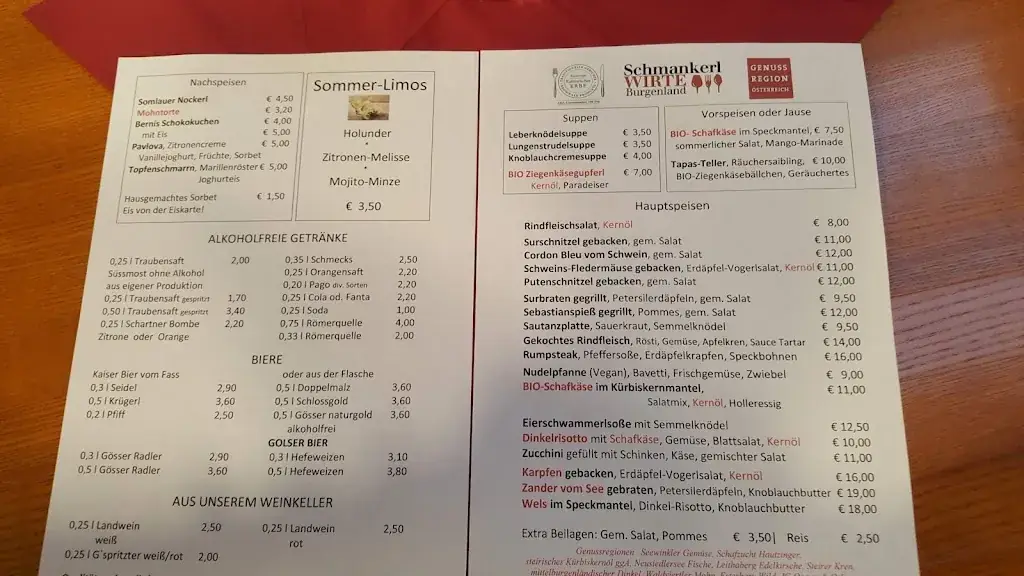 Nachspeisen
Somlauer Nockerl € 4,50
Mohntorte € 3,20
Bernis Schokokuchen € 4,00
mit Eis € 5,00
Pavlova, Zitronencreme € 5,00
Vanillejoghurt, Früchte, Sorbet
Topfenschmarrn, Marillenröster € 5,00
Joghurteis
Hausgemachtes Sorbet € 1,50
Eis von der Eiskarte!
Sommer-Limos
Holunder
•
Zitronen-Melisse
•
Mojito-Minze
€ 3,50
ALKOHOLFREIE GETRÄNKE
0,25 l Traubensaft 2,00
Süssmost ohne Alkohol
aus eigener Produktion
0,25 l Traubensaft gespritzt 1,70
0,50 l Traubensaft gespritzt 3,40
0,25 l Schartner Bombe 2,20
Zitrone oder Orange
0,35 l Schmecks 2,50
0,25 l Orangensaft 2,20
0,20 l Pago div. Sorten 2,20
0,25 l Cola od. Fanta 2,20
0,25 l Soda 1,00
0,75 l Römerquelle 4,00
0,33 l Römerquelle 2,00
BIERE
Kaiser Bier vom Fass
0,3 l Seidel 2,90
0,5 l Krügerl 3,60
0,2 l Pfiff 2,50
0,3 l Gösser Radler 2,90
0,5 l Gösser Radler 3,60
oder aus der Flasche
0,5 l Doppelmalz 3,60
0,5 l Schlossgold 3,60
0,5 l Gösser naturgold 3,60
alkoholfrei
GOLSER BIER
0,3 l Hefeweizen 3,10
0,5 l Hefeweizen 3,80
AUS UNSEREM WEINKELLER
0,25 l Landwein 2,50
weiß
0,25 l G`spritzter weiß/rot 2,00
0,25 l Landwein 2,50
rot
Schmankerl
WIRTE
Burgenland
GENUSS
REGION
ÖSTERREICH
Suppen
Leberknödelsuppe € 3,50
Lungenstrudelsuppe € 3,50
Knoblauchcremesuppe € 4,00
BIO Ziegenkäsegupferl € 7,00
Kernöl, Paradeiser
Vorspeisen oder Jause
BIO- Schafkäse im Speckmantel, € 7,50
sommerlicher Salat, Mango-Marinade
Tapas-Teller, Räuchersaibling, € 10,00
BIO-Ziegenkäsebällchen, Geräuchertes
Hauptspeisen
Rindfleischsalat, Kernöl € 8,00
Surschnitzel gebacken, gem. Salat € 11,00
Cordon Bleu vom Schwein, gem. Salat € 12,00
Schweins-Fledermäuse gebacken, Erdäpfel-Vogerlsalat, Kernöl € 11,00
Putenschnitzel gebacken, gem. Salat € 12,00
Surbraten gegrillt, Petersilerdäpfeln, gem. Salat € 9,50
Sebastianspieß gegrillt, Pommes, gem. Salat € 12,00
Sautanzplatte, Sauerkraut, Semmelknödel € 9,50
Gekochtes Rindfleisch, Rösti, Gemüse, Apfelkren, Sauce Tartar € 14,00
Rumpsteak, Pfeffersoße, Erdäpfelkrapfen, Speckbohnen € 16,00
Nudelpfanne (Vegan), Bavetti, Frischgemüse, Zwiebel € 9,00
BIO-Schafkäse im Kürbiskernmantel, € 11,00
Salatmix, Kernöl, Holleressig
Eierschwammerlsoße mit Semmelknödel € 12,50
Dinkelrisotto mit Schafkäse, Gemüse, Blattsalat, Kernöl € 10,00
Zucchini gefüllt mit Schinken, Käse, gemischter Salat € 11,00
Karpfen gebacken, Erdäpfel-Vogerlsalat, Kernöl € 16,00
Zander vom See gebraten, Petersilerdäpfeln, Knoblauchbutter € 19,00
Wels im Speckmantel, Dinkel-Risotto, Knoblauchbutter € 18,00
Extra Beilagen: Gem. Salat, Pommes € 3,50| Reis € 2,50
Genussregionen Seewinkler Gemüse, Schafzucht Hautzinger,
steirisches Kürbiskernöl ggA, Neusiedlersee Fische, Leithaberg Edelkirsche, Steirer Kren,